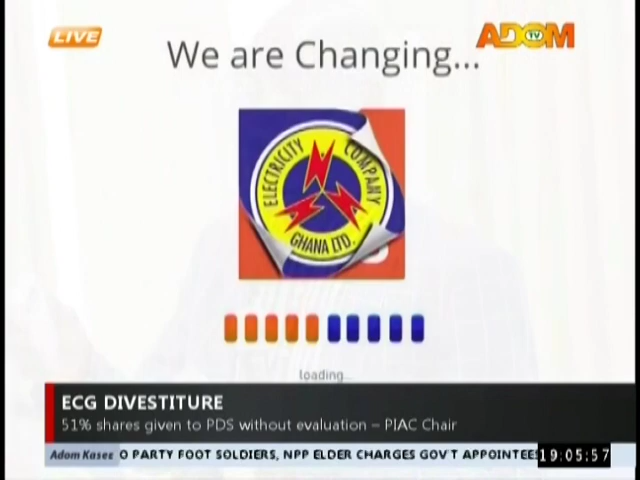 LIVE
ADOM TV
We are Changing...
ELECTRICITY COMPANY
GHANA LTD.
loading...
ECG DIVESTITURE
51% shares given to PDS without evaluation – PIAC Chair
Adom Kasee O PARTY FOOT SOLDIERS, NPP ELDER CHARGES GOV'T APPOINTEE 19:05:57